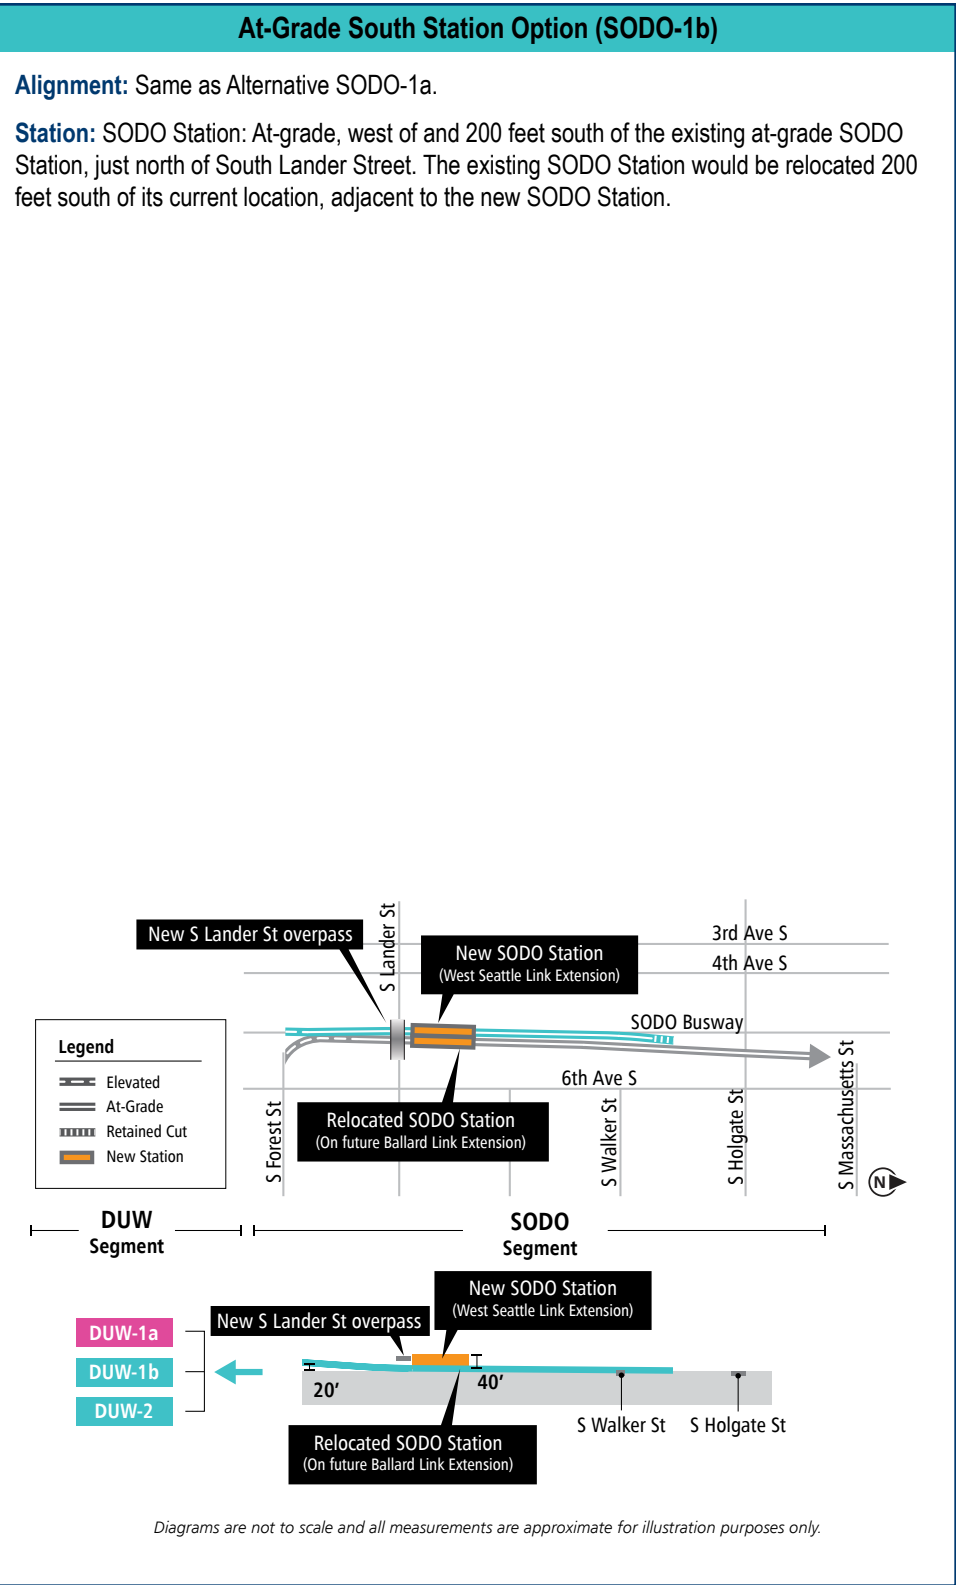 At-Grade South Station Option (SODO-1b)
Alignment: Same as Alternative SODO-1a.
Station: SODO Station: At-grade, west of and 200 feet south of the existing at-grade SODO
Station, just north of South Lander Street. The existing SODO Station would be relocated 200
feet south of its current location, adjacent to the new SODO Station.
New S Lander St overpass
S Lander St
New SODO Station
(West Seattle Link Extension)
3rd Ave S
4th Ave S
SODO Busway
6th Ave S
Legend
Elevated
At-Grade
Retained Cut
New Station
Relocated SODO Station
(On future Ballard Link Extension)
S Forest St
S Walker St
S Holgate St
S Massachusetts St
N
DUW
Segment
SODO
Segment
New SODO Station
(West Seattle Link Extension)
New S Lander St overpass
DUW-1a
DUW-1b
DUW-2
20'
40'
S Walker St
S Holgate St
Relocated SODO Station
(On future Ballard Link Extension)
Diagrams are not to scale and all measurements are approximate for illustration purposes only.